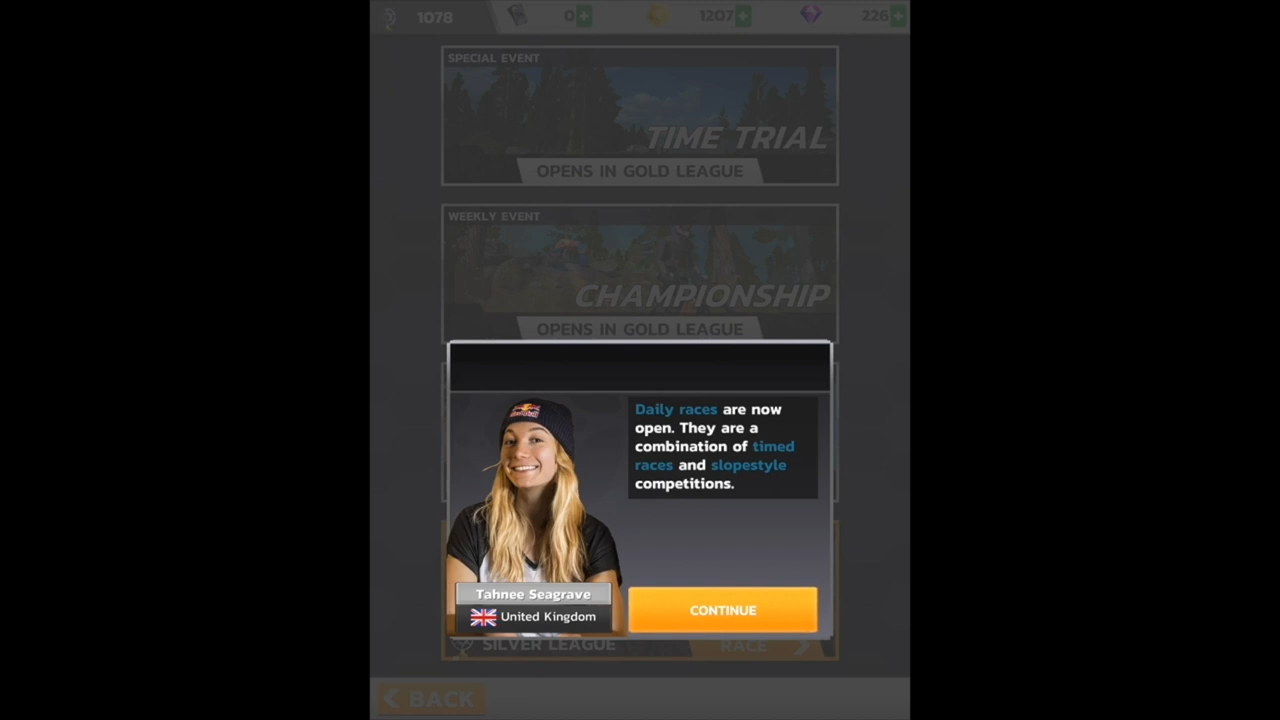 1078
0
1207
226
SPECIAL EVENT
TIME TRIAL
OPENS IN GOLD LEAGUE
WEEKLY EVENT
CHAMPIONSHIP
OPENS IN GOLD LEAGUE
Daily races are now
open. They are a
combination of timed
races and slopestyle
competitions.
Tahnee Seagrave
United Kingdom
CONTINUE
SILVER LEAGUE
RACE
BACK